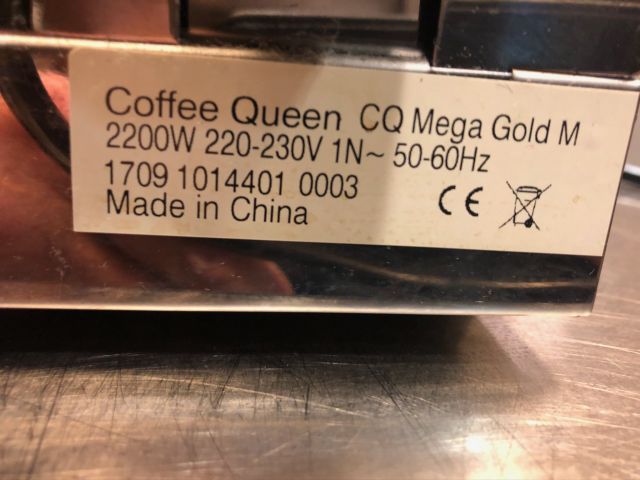 Coffee Queen CQ Mega Gold M
2200W 220-230V 1N~ 50-60Hz
1709 1014401 0003
Made in China
CE